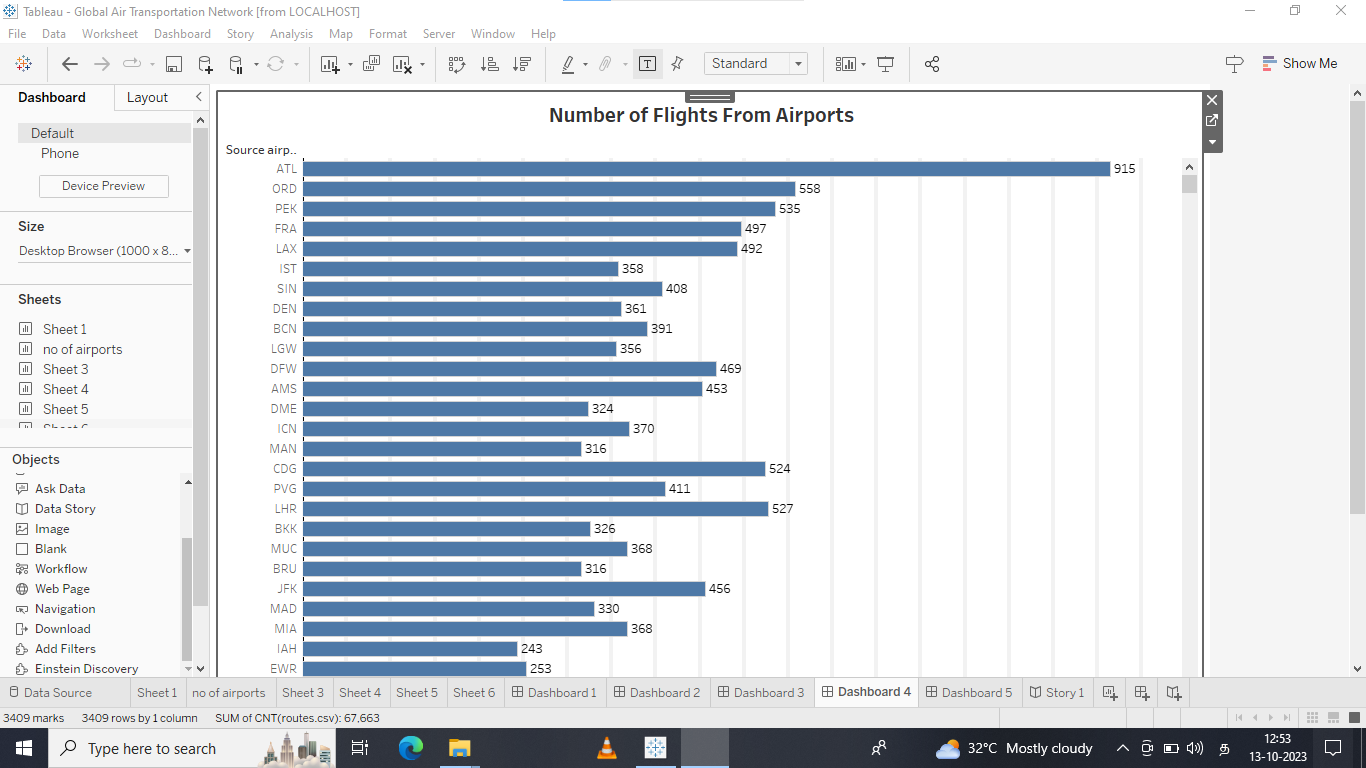 Tableau - Global Air Transportation Network [from LOCALHOST]
File Data Worksheet Dashboard Story Analysis Map Format Server Window Help
Standard
Show Me
Dashboard Layout
Default
Phone
Device Preview
Size
Desktop Browser (1000 x 8...
Sheets
Sheet 1
no of airports
Sheet 3
Sheet 4
Sheet 5
Objects
Ask Data
Data Story
Image
Blank
Workflow
Web Page
Navigation
Download
Add Filters
Einstein Discovery
Number of Flights From Airports
Source airp..
ATL 915
ORD 558
PEK 535
FRA 497
LAX 492
IST 358
SIN 408
DEN 361
BCN 391
LGW 356
DFW 469
AMS 453
DME 324
ICN 370
MAN 316
CDG 524
PVG 411
LHR 527
BKK 326
MUC 368
BRU 316
JFK 456
MAD 330
MIA 368
IAH 243
EWR 253
Data Source Sheet 1 no of airports Sheet 3 Sheet 4 Sheet 5 Sheet 6 Dashboard 1 Dashboard 2 Dashboard 3 Dashboard 4 Dashboard 5 Story 1
3409 marks 3409 rows by 1 column SUM of CNT(routes.csv): 67,663
Type here to search
32°C Mostly cloudy
12:53
13-10-2023